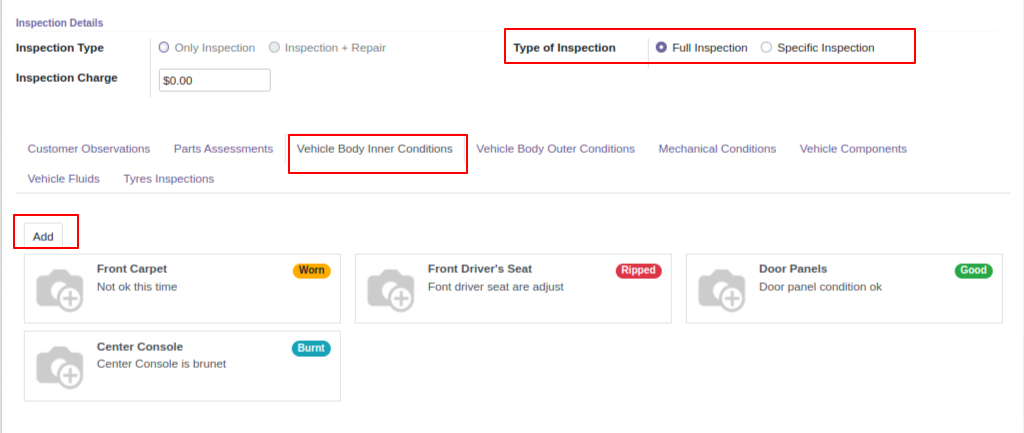 Inspection Details
Inspection Type Only Inspection Inspection + Repair Type of Inspection Full Inspection Specific Inspection
Inspection Charge $0.00
Customer Observations Parts Assessments Vehicle Body Inner Conditions Vehicle Body Outer Conditions Mechanical Conditions Vehicle Components
Vehicle Fluids Tyres Inspections
Add
Front Carpet Worn
Not ok this time
Front Driver's Seat Ripped
Font driver seat are adjust
Door Panels Good
Door panel condition ok
Center Console Burnt
Center Console is brunet